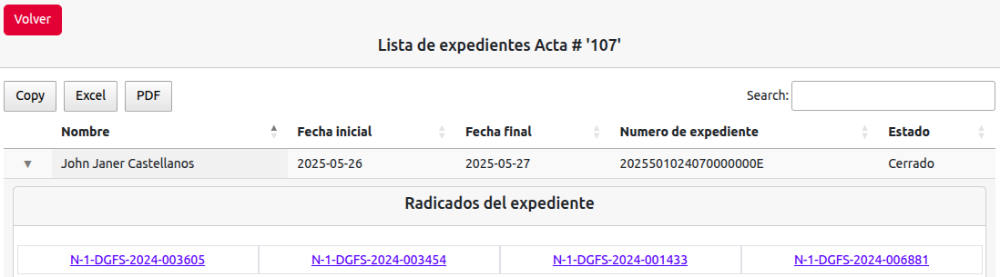 Volver
Lista de expedientes Acta # '107'
Copy Excel PDF Search:
Nombre Fecha inicial Fecha final Numero de expediente Estado
John Janer Castellanos 2025-05-26 2025-05-27 2025501024070000000E Cerrado
Radicados del expediente
N-1-DGFS-2024-003605 N-1-DGFS-2024-003454 N-1-DGFS-2024-001433 N-1-DGFS-2024-006881